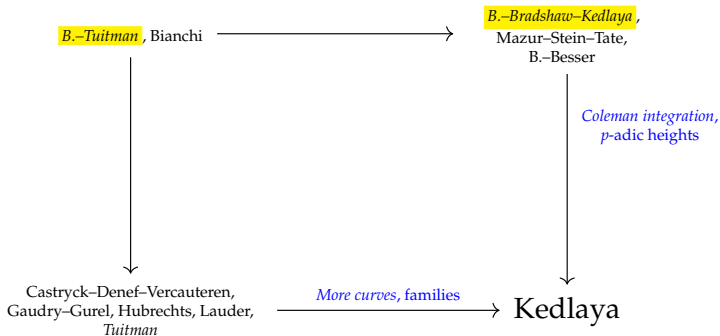 B.–Tuitman, Bianchi
B.–Bradshaw–Kedlaya,
Mazur–Stein–Tate,
B.–Besser
Coleman integration,
p-adic heights
Castryck–Denef–Vercauteren,
Gaudry–Gurel, Hubrechts, Lauder,
Tuitman
More curves, families
Kedlaya